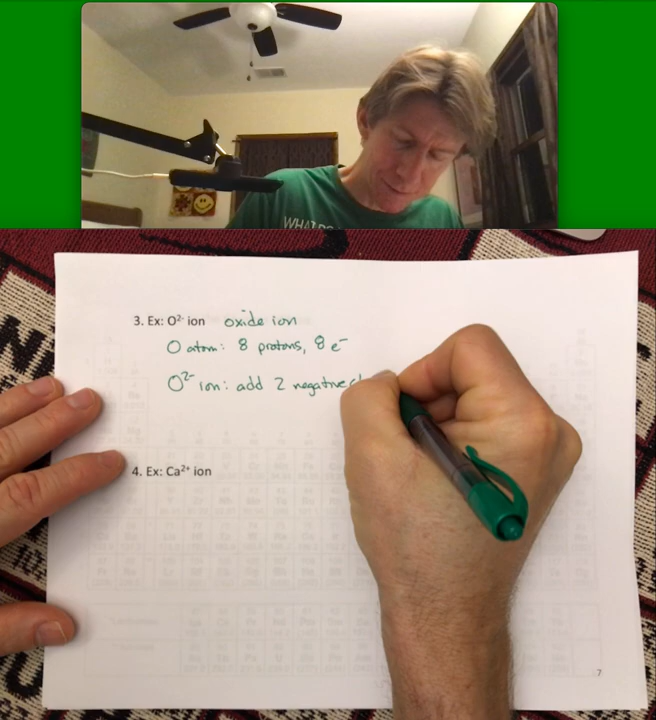 WHAT
3. Ex: O²⁻ ion oxide ion
O atom: 8 protons, 8 e⁻
O²⁻ ion: add 2 negative
4. Ex: Ca²⁺ ion
7